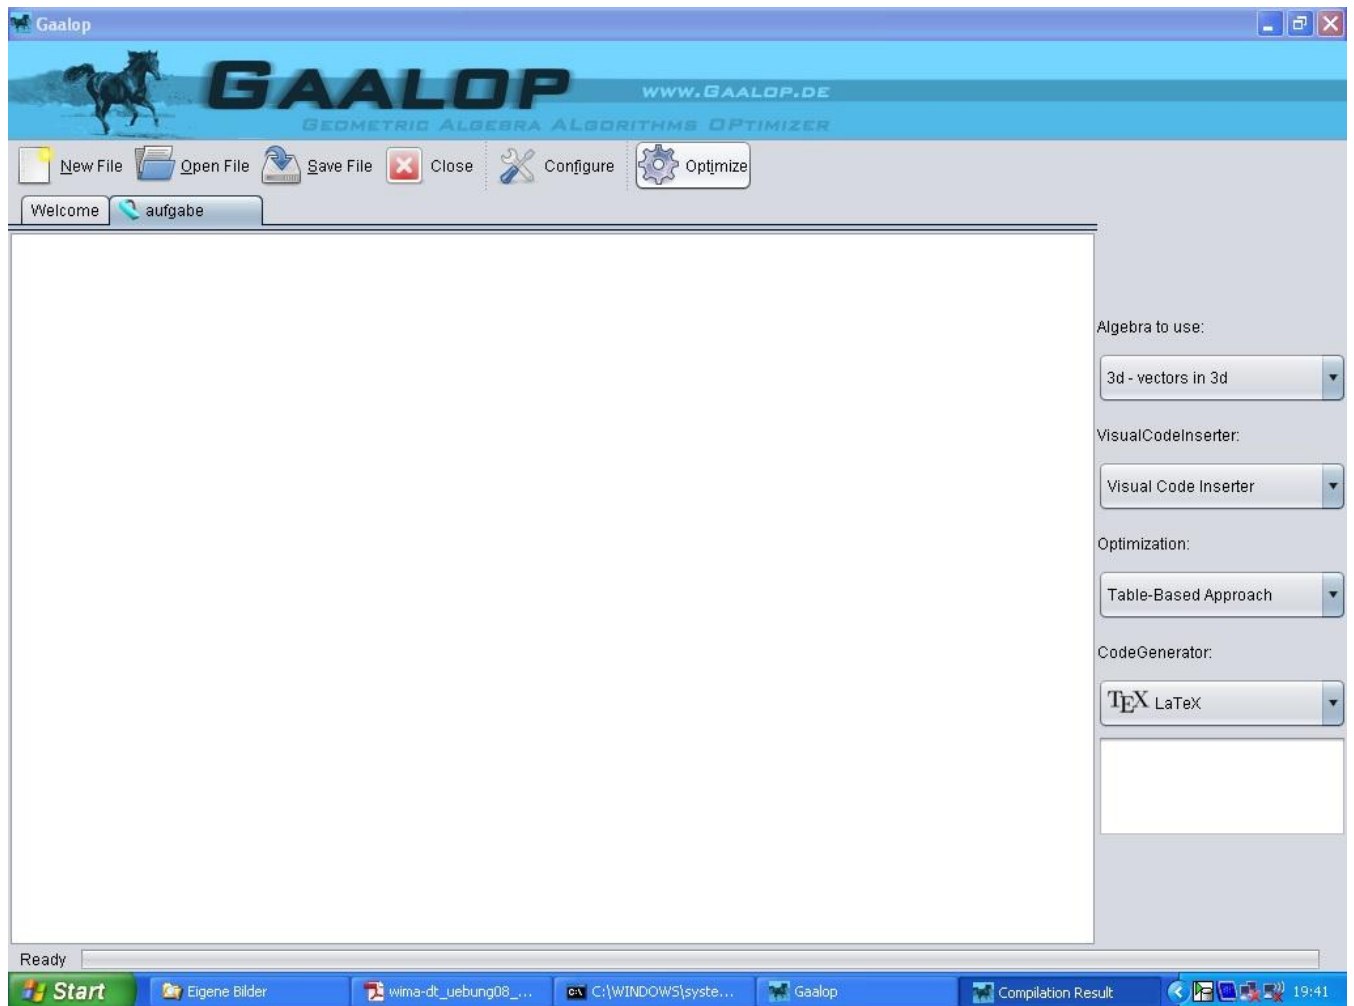 Gaalop
GAALOP
WWW.GAALOP.DE
GEOMETRIC ALGEBRA ALGORITHMS OPTIMIZER
New File Open File Save File Close Configure Optimize
Welcome aufgabe
Algebra to use:
3d - vectors in 3d
VisualCodeInserter:
Visual Code Inserter
Optimization:
Table-Based Approach
CodeGenerator:
TEX LaTeX
Ready
Start Eigene Bilder wima-dt_uebung08_... C:\WINDOWS\syste... Gaalop Compilation Result 19:41